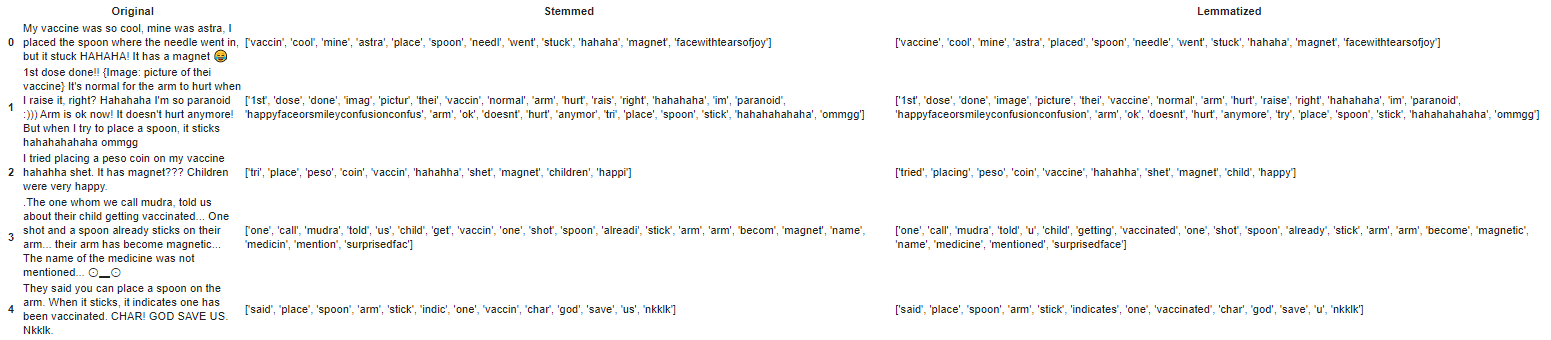 Original Stemmed Lemmatized
0
My vaccine was so cool, mine was astra, I
placed the spoon where the needle went in,
but it stuck HAHAHA! It has a magnet 😂
['vaccin', 'cool', 'mine', 'astra', 'place', 'spoon', 'needl', 'went', 'stuck', 'hahaha', 'magnet', 'facewithtearsofjoy']
['vaccine', 'cool', 'mine', 'astra', 'placed', 'spoon', 'needle', 'went', 'stuck', 'hahaha', 'magnet', 'facewithtearsofjoy']
1
1st dose done!! {Image: picture of thei
vaccine} It's normal for the arm to hurt when
I raise it, right? Hahahaha I'm so paranoid
:))) Arm is ok now! It doesn't hurt anymore!
But when I try to place a spoon, it sticks
hahahahahaha ommgg
['1st', 'dose', 'done', 'imag', 'pictur', 'thei', 'vaccin', 'normal', 'arm', 'hurt', 'rais', 'right', 'hahahaha', 'im', 'paranoid',
'happyfaceorsmileyconfusionconfus', 'arm', 'ok', 'doesnt', 'hurt', 'anymor', 'tri', 'place', 'spoon', 'stick', 'hahahahahaha', 'ommgg']
['1st', 'dose', 'done', 'image', 'picture', 'thei', 'vaccine', 'normal', 'arm', 'hurt', 'raise', 'right', 'hahahaha', 'im', 'paranoid',
'happyfaceorsmileyconfusionconfusion', 'arm', 'ok', 'doesnt', 'hurt', 'anymore', 'try', 'place', 'spoon', 'stick', 'hahahahahaha', 'ommgg']
2
I tried placing a peso coin on my vaccine
hahahha shet. It has magnet??? Children
were very happy.
['tri', 'place', 'peso', 'coin', 'vaccin', 'hahahha', 'shet', 'magnet', 'children', 'happi']
['tried', 'placing', 'peso', 'coin', 'vaccine', 'hahahha', 'shet', 'magnet', 'child', 'happy']
3
.The one whom we call mudra, told us
about their child getting vaccinated... One
shot and a spoon already sticks on their
arm... their arm has become magnetic...
The name of the medicine was not
mentioned... ⊙▁⊙
['one', 'call', 'mudra', 'told', 'us', 'child', 'get', 'vaccin', 'one', 'shot', 'spoon', 'alreadi', 'stick', 'arm', 'arm', 'becom', 'magnet', 'name',
'medicin', 'mention', 'surprisedfac']
['one', 'call', 'mudra', 'told', 'u', 'child', 'getting', 'vaccinated', 'one', 'shot', 'spoon', 'already', 'stick', 'arm', 'arm', 'become', 'magnetic',
'name', 'medicine', 'mentioned', 'surprisedface']
4
They said you can place a spoon on the
arm. When it sticks, it indicates one has
been vaccinated. CHAR! GOD SAVE US.
Nkklk.
['said', 'place', 'spoon', 'arm', 'stick', 'indic', 'one', 'vaccin', 'char', 'god', 'save', 'us', 'nkklk']
['said', 'place', 'spoon', 'arm', 'stick', 'indicates', 'one', 'vaccinated', 'char', 'god', 'save', 'u', 'nkklk']